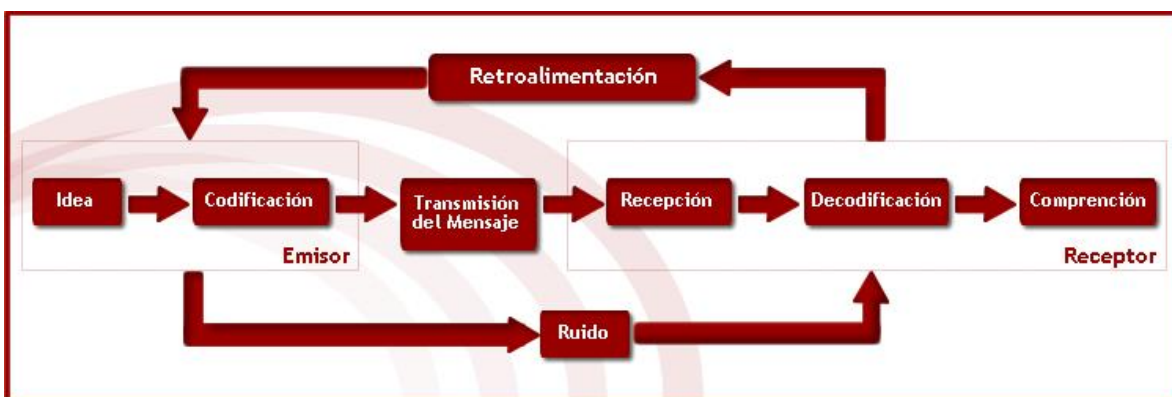 Retroalimentación
Idea
Codificación
Transmisión
del Mensaje
Recepción
Decodificación
Comprención
Emisor
Receptor
Ruido